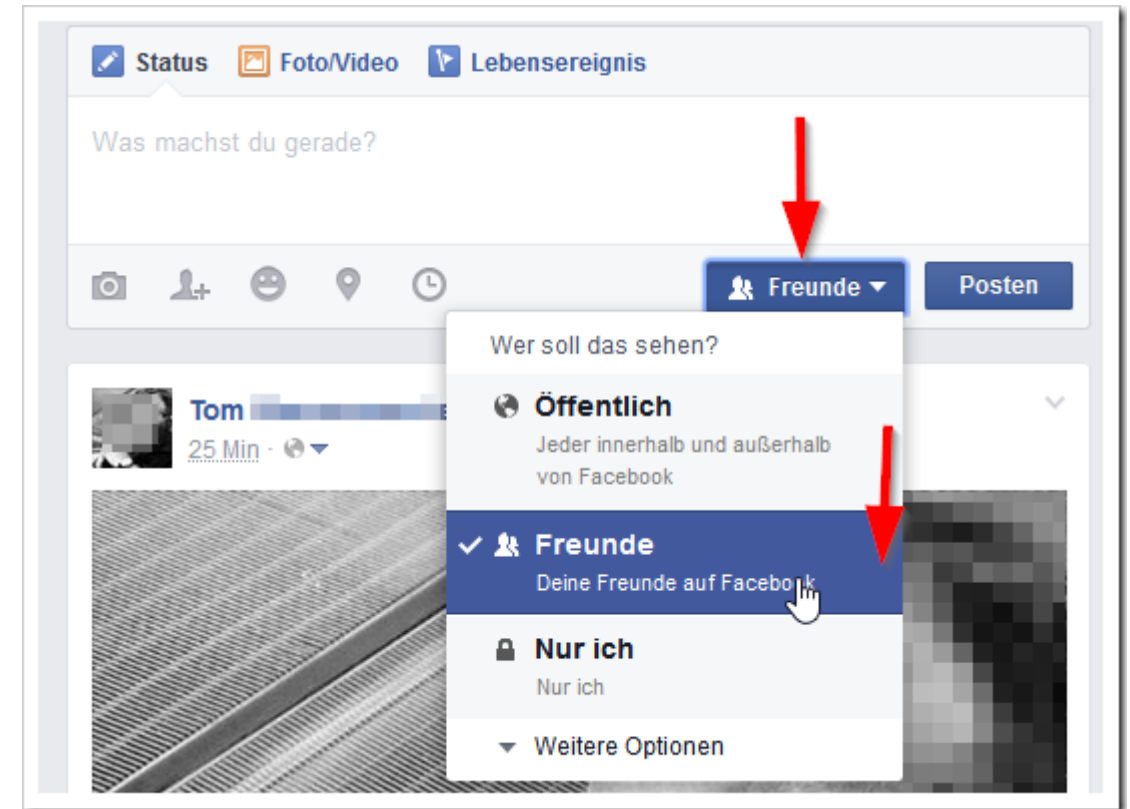 Status Foto/Video Lebensereignis
Was machst du gerade?
Freunde Posten
Wer soll das sehen?
Öffentlich
Jeder innerhalb und außerhalb
von Facebook
Tom
25 Min ·
Freunde
Deine Freunde auf Facebook
Nur ich
Nur ich
Weitere Optionen